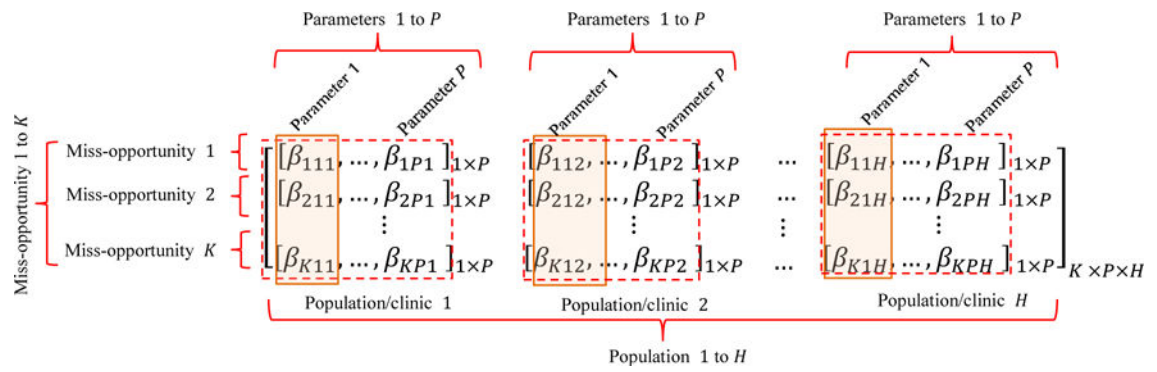 Parameters 1 to P Parameters 1 to P Parameters 1 to P
Parameter 1 Parameter P Parameter 1 Parameter P Parameter 1 Parameter P
Miss-opportunity 1 to K
Miss-opportunity 1 [β₁₁₁, …, β₁P₁ ]₁×P [β₁₁₂, …, β₁P₂ ]₁×P … [β₁₁H, …, β₁PH ]₁×P
Miss-opportunity 2 [β₂₁₁, …, β₂P₁ ]₁×P [β₂₁₂, …, β₂P₂ ]₁×P [β₂₁H, …, β₂PH ]₁×P
⋮ ⋮ ⋮ ⋮
Miss-opportunity K [βK₁₁, …, βKP₁ ]₁×P [βK₁₂, …, βKP₂ ]₁×P … [βK₁H, …, βKPH ]₁×P K×P×H
Population/clinic 1 Population/clinic 2 Population/clinic H
Population 1 to H